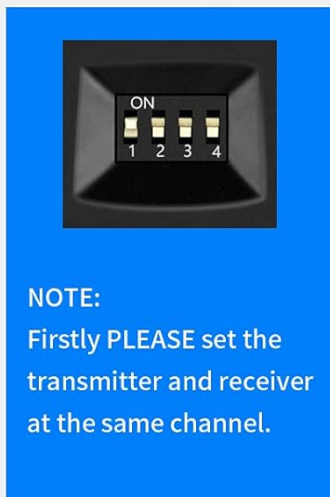 ON
1 2 3 4
NOTE:
Firstly PLEASE set the
transmitter and receiver
at the same channel.